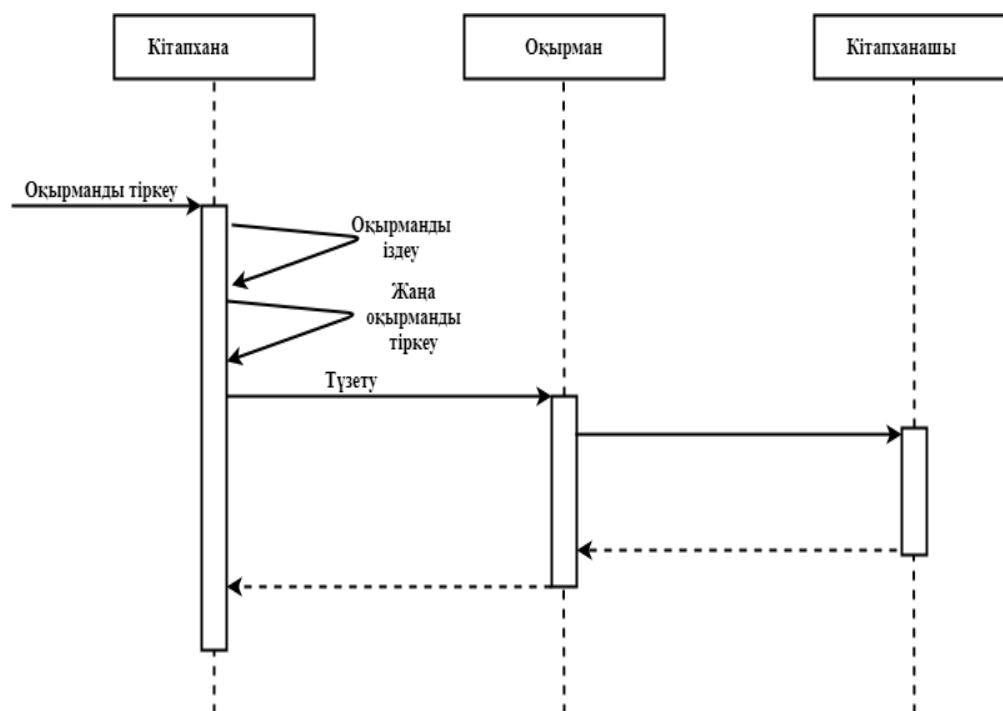 Кітапхана
Оқырман
Кітапханашы
Оқырманды тіркеу
Оқырманды
іздеу
Жаңа
оқырманды
тіркеу
Түзету